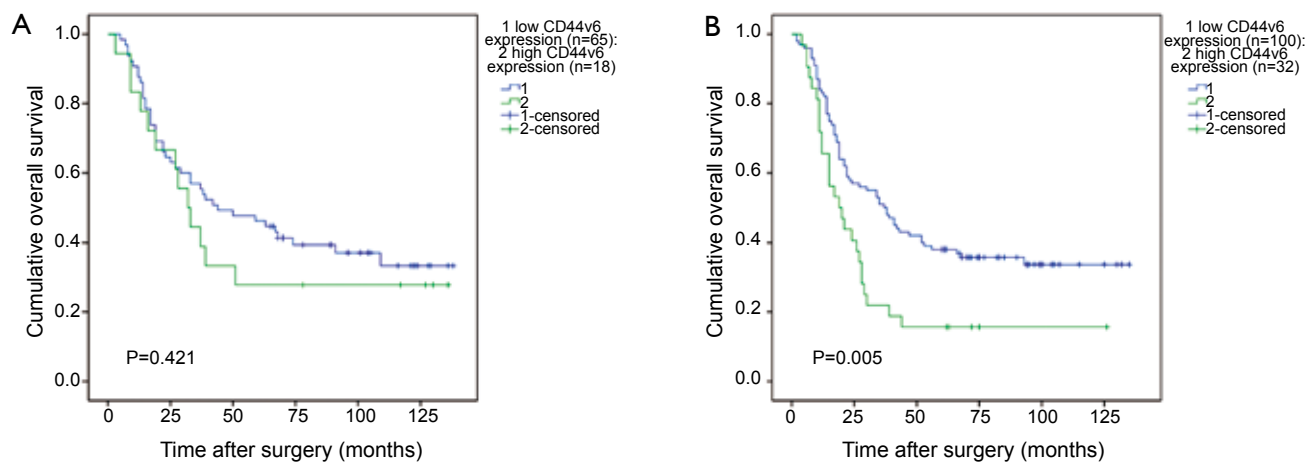 A
Cumulative overall survival
1.0
0.8
0.6
0.4
0.2
0.0
P=0.421
0 25 50 75 100 125
Time after surgery (months)
1 low CD44v6
expression (n=65):
2 high CD44v6
expression (n=18)
1
2
1-censored
2-censored
B
Cumulative overall survival
1.0
0.8
0.6
0.4
0.2
0.0
P=0.005
0 25 50 75 100 125
Time after surgery (months)
1 low CD44v6
expression (n=100):
2 high CD44v6
expression (n=32)
1
2
1-censored
2-censored